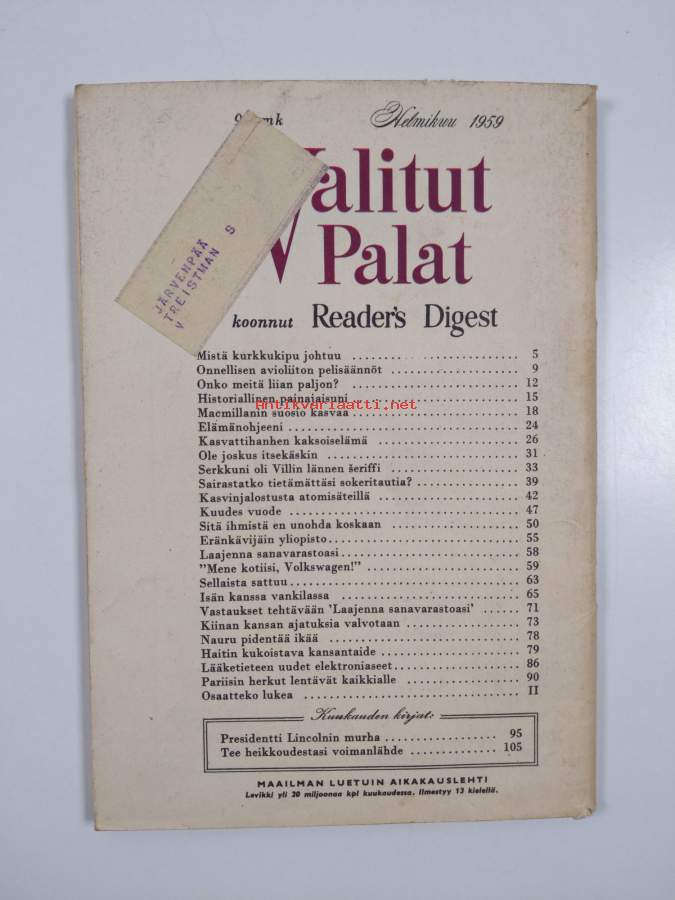 mk Helmikuu 1959
Valitut
Palat
JÄRVENPÄÄ
TREISTMAN S
V
koonnut Reader's Digest
Mistä kurkkukipu johtuu 5
Onnellisen avioliiton pelisäännöt 9
Onko meitä liian paljon? 12
Historiallinen painajaisuni 15
Antikvariaatti.net
Macmillanin suosio kasvaa 18
Elämänohjeeni 24
Kasvattihanhen kaksoiselämä 26
Ole joskus itsekäskin 31
Serkkuni oli Villin lännen šeriffi 33
Sairastatko tietämättäsi sokeritautia? 39
Kasvinjalostusta atomisäteillä 42
Kuudes vuode 47
Sitä ihmistä en unohda koskaan 50
Eränkävijäin yliopisto 55
Laajenna sanavarastoasi 58
"Mene kotiisi, Volkswagen!" 59
Sellaista sattuu 63
Isän kanssa vankilassa 65
Vastaukset tehtävään 'Laajenna sanavarastoasi' 71
Kiinan kansan ajatuksia valvotaan 73
Nauru pidentää ikää 78
Haitin kukoistava kansantaide 79
Lääketieteen uudet elektroniaseet 86
Pariisin herkut lentävät kaikkialle 90
Osaatteko lukea II
Kuukauden kirjat:
Presidentti Lincolnin murha 95
Tee heikkoudestasi voimanlähde 105
MAAILMAN LUETUIN AIKAKAUSLEHTI
Levikki yli 20 miljoonaa kpl kuukaudessa. Ilmestyy 13 kielellä.